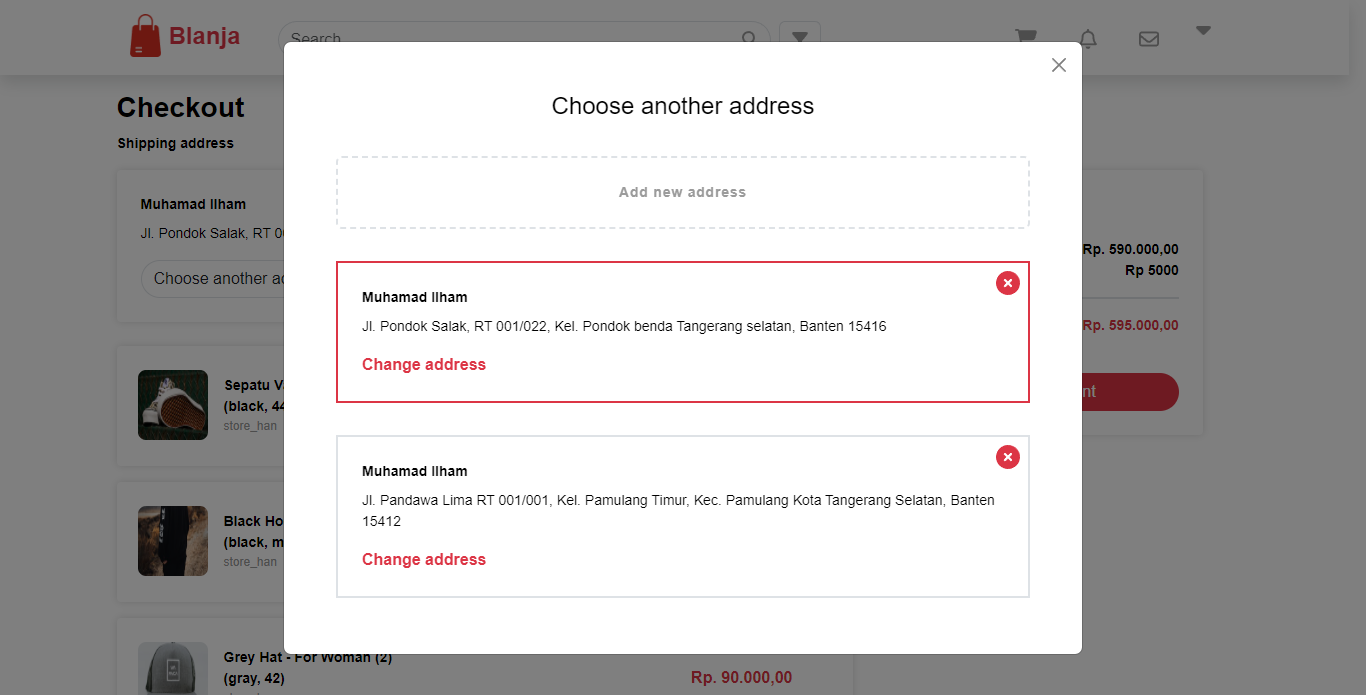 Blanja
Search
Checkout
Shipping address
Muhamad Ilham
Jl. Pondok Salak, RT
Choose another
Sepatu
(black, 44
store_han
Black
(black,
store_han
Grey Hat - For Woman (2)
(gray, 42)
Rp. 90.000,00
Rp. 590.000,00
Rp 5000
Rp. 595.000,00
Choose another address
Add new address
Muhamad Ilham
Jl. Pondok Salak, RT 001/022, Kel. Pondok benda Tangerang selatan, Banten 15416
Change address
Muhamad Ilham
Jl. Pandawa Lima RT 001/001, Kel. Pamulang Timur, Kec. Pamulang Kota Tangerang Selatan, Banten
15412
Change address